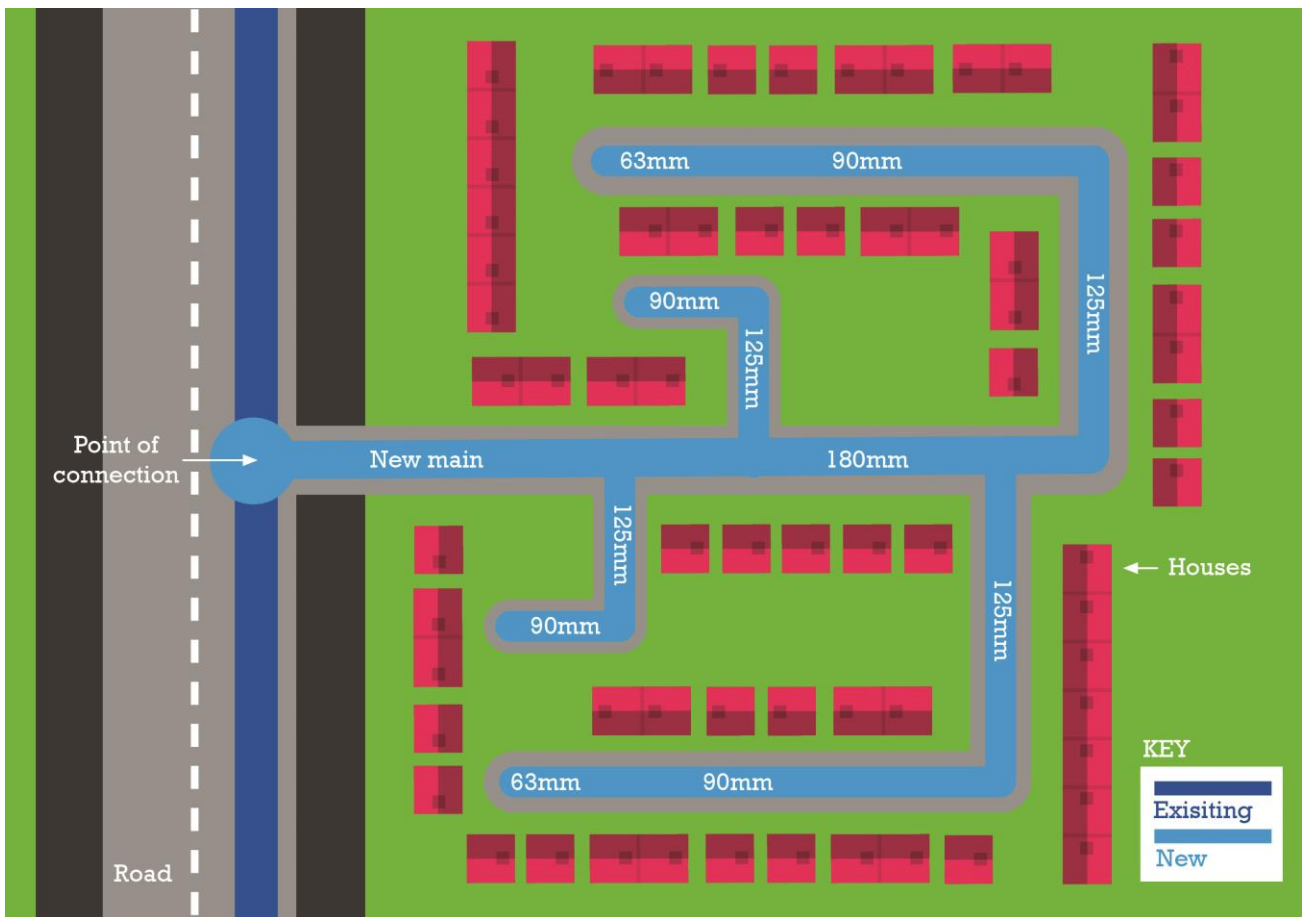 63mm
90mm
90mm
125mm
125mm
Point of
connection
New main
180mm
125mm
90mm
125mm
Houses
63mm
90mm
Road
KEY
Exisiting
New